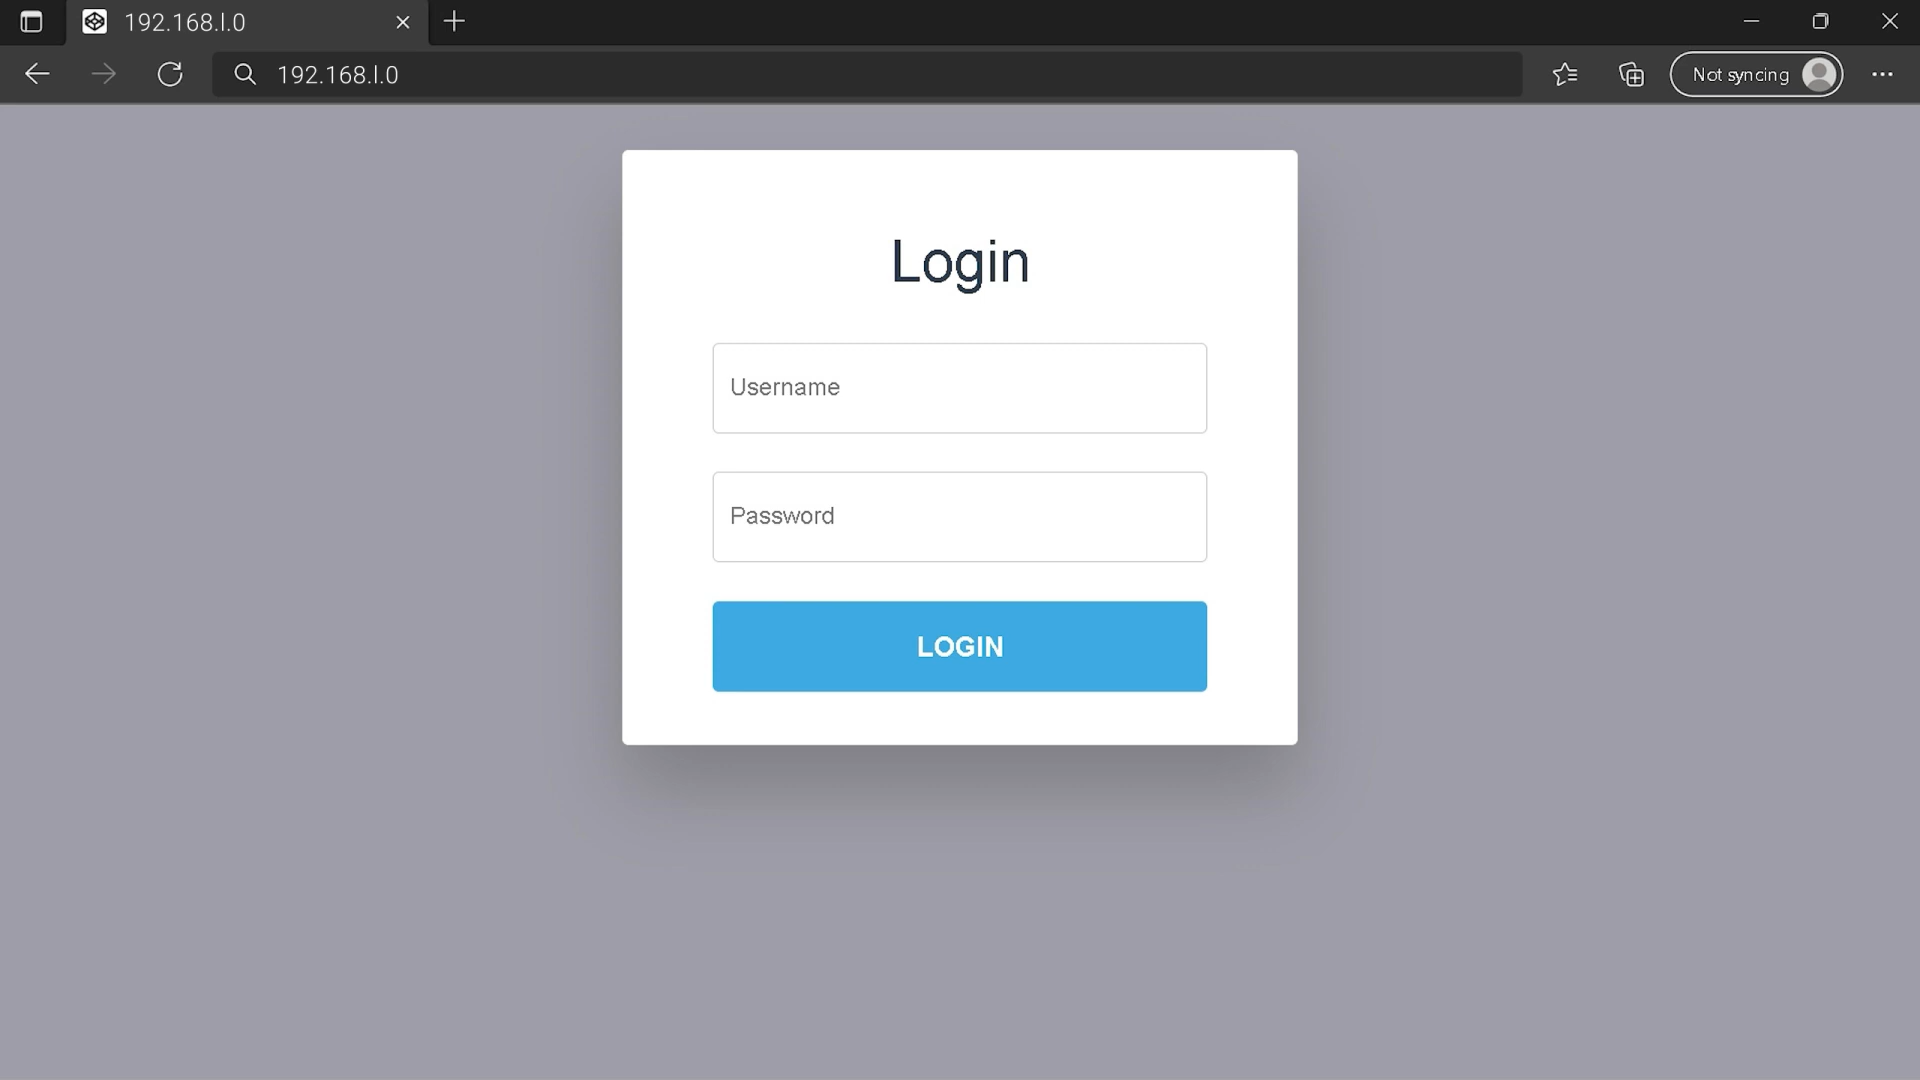 192.168.l.0
192.168.l.0
Not syncing
Login
Username
Password
LOGIN